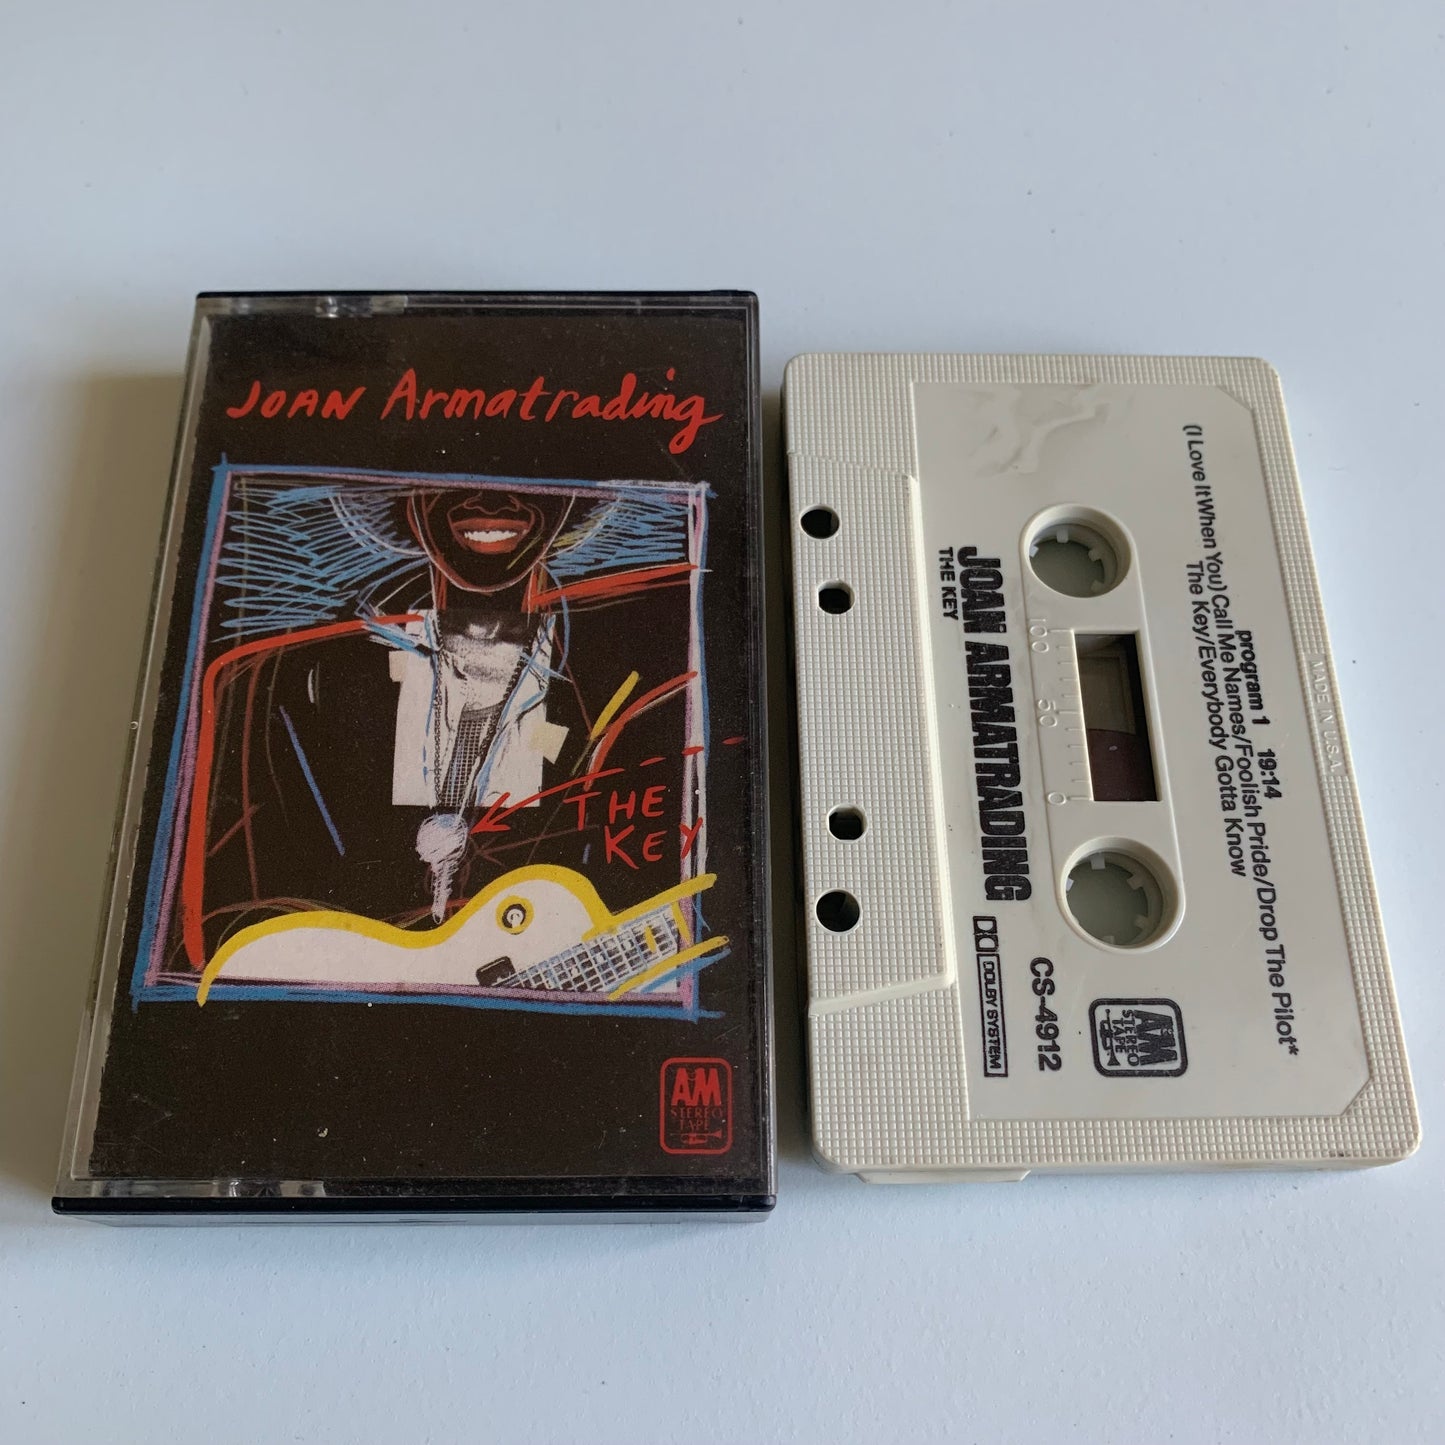 JOAN Armatrading
THE
KEY
AM
STEREO
TAPE
JOAN ARMATRADING
THE KEY
100 50 0
DOLBY SYSTEM
CS-4912
AM
STEREO
TAPE
program 1 19:14
(I Love It When You) Call Me Names/Foolish Pride/Drop The Pilot*
The Key/Everybody Gotta Know
MADE IN U.S.A.